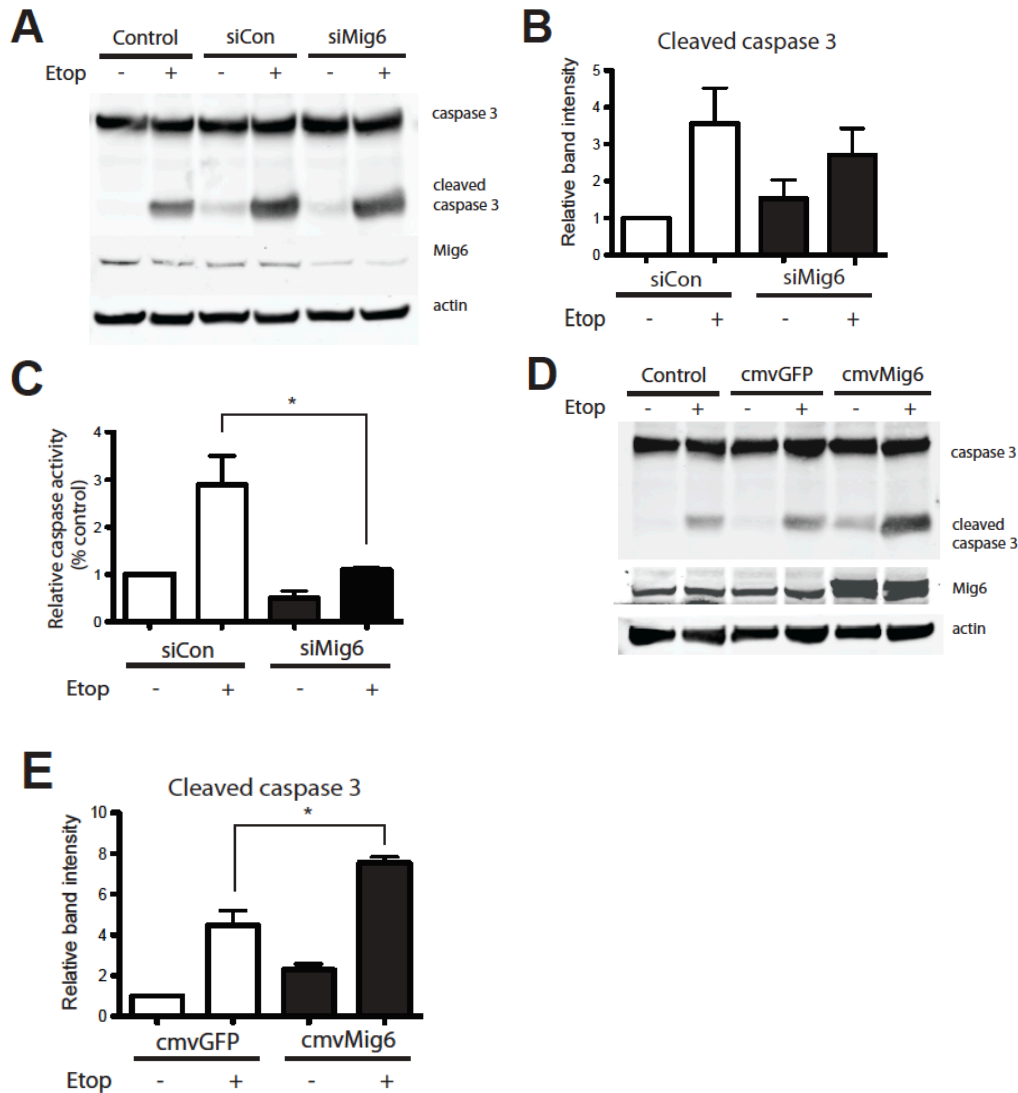 A
Control siCon siMig6
Etop - + - + - +
caspase 3
cleaved
caspase 3
Mig6
actin
B
Cleaved caspase 3
Relative band intensity
5
4
3
2
1
0
siCon siMig6
Etop - + - +
C
*
Relative caspase activity
(% control)
4
3
2
1
0
siCon siMig6
Etop - + - +
D
Control cmvGFP cmvMig6
Etop - + - + - +
caspase 3
cleaved
caspase 3
Mig6
actin
E
Cleaved caspase 3
*
Relative band intensity
10
8
6
4
2
0
cmvGFP cmvMig6
Etop - + - +